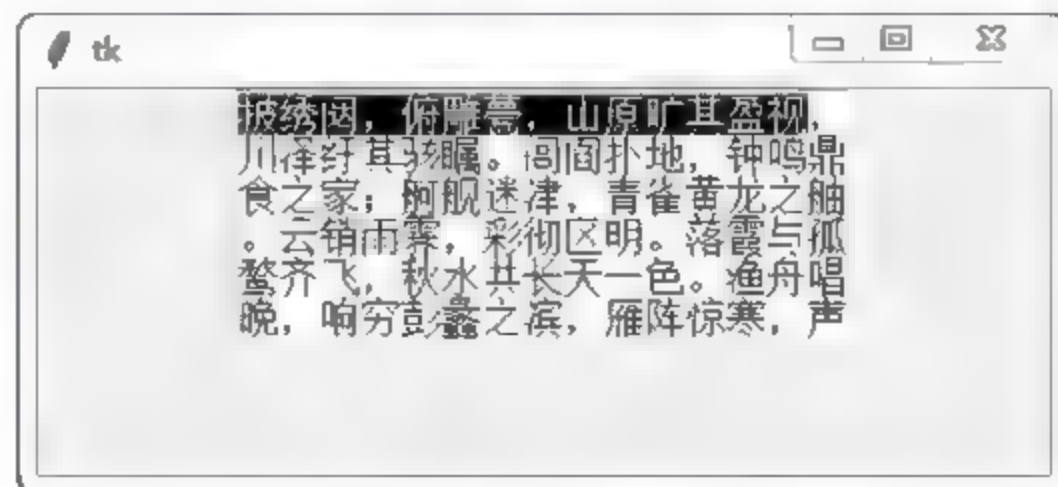 tk
披绣闼，俯雕甍，山原旷其盈视，
川泽纡其骇瞩。闾阎扑地，钟鸣鼎
食之家；舸舰迷津，青雀黄龙之舳
。云销雨霁，彩彻区明。落霞与孤
鹜齐飞，秋水共长天一色。渔舟唱
晚，响穷彭蠡之滨，雁阵惊寒，声